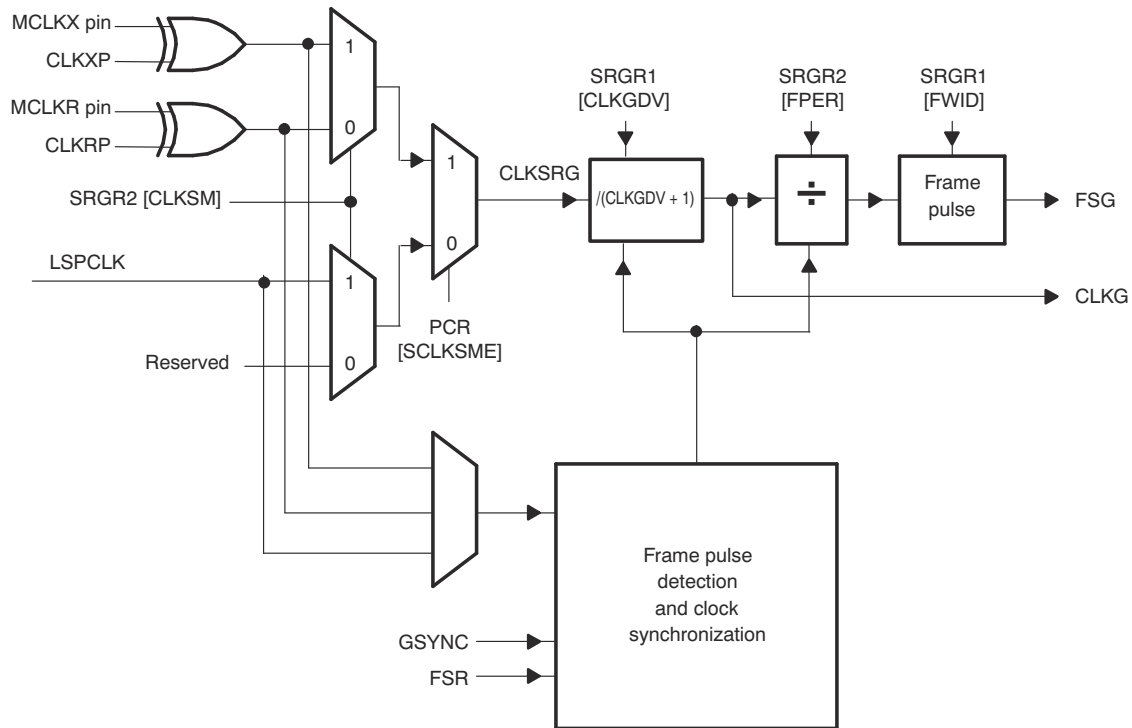 MCLKX pin
CLKXP
MCLKR pin
CLKRP
1
0
SRGR2 [CLKSM]
LSPCLK
1
0
Reserved
1
0
PCR
[SCLKSME]
CLKSRG
SRGR1
[CLKGDV]
/(CLKGDV + 1)
SRGR2
[FPER]
÷
SRGR1
[FWID]
Frame
pulse
FSG
CLKG
Frame pulse
detection
and clock
synchronization
GSYNC
FSR